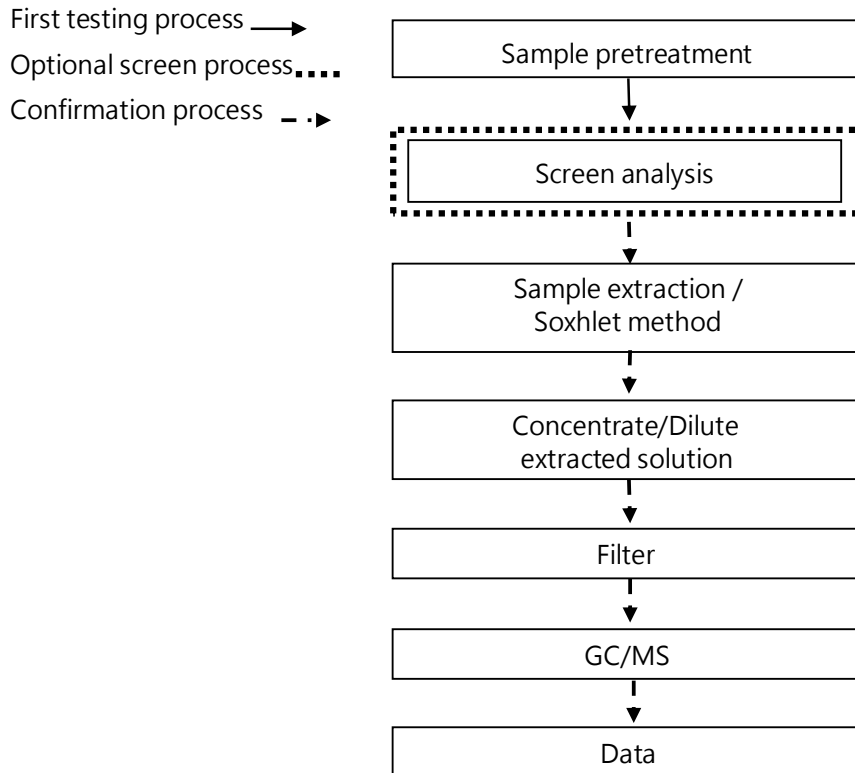 First testing process
Optional screen process
Confirmation process
Sample pretreatment
Screen analysis
Sample extraction /
Soxhlet method
Concentrate/Dilute
extracted solution
Filter
GC/MS
Data